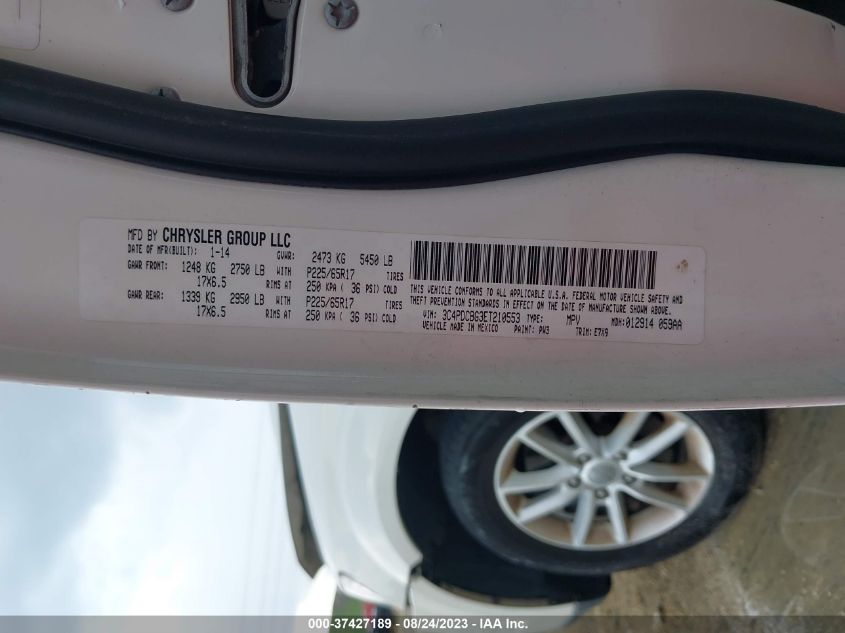 MFD BY CHRYSLER GROUP LLC
DATE OF MFR(BUILT): 1-14 GVWR: 2473 KG 5450 LB
GAWR FRONT: 1248 KG 2750 LB WITH P225/65R17 TIRES
17X6.5 RIMS AT 250 KPA ( 36 PSI) COLD
GAWR REAR: 1339 KG 2950 LB WITH P225/65R17 TIRES
17X6.5 RIMS AT 250 KPA ( 36 PSI) COLD
THIS VEHICLE CONFORMS TO ALL APPLICABLE U.S.A. FEDERAL MOTOR VEHICLE SAFETY AND
THEFT PREVENTION STANDARDS IN EFFECT ON THE DATE OF MANUFACTURE SHOWN ABOVE.
VIN: 3C4PDCBG3ET210553 TYPE: MPV MDH:012914 059AA
VEHICLE MADE IN MEXICO PAINT: PW3 TRIM: E7X9
000-37427189 - 08/24/2023 - IAA Inc.